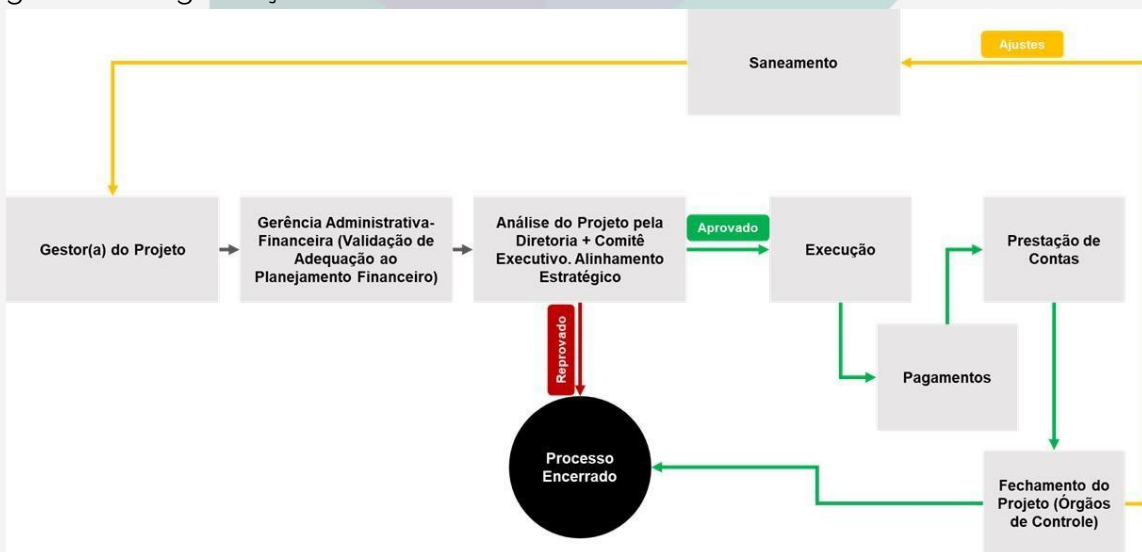 Ajustes
Saneamento
Gestor(a) do Projeto
Gerência Administrativa-
Financeira (Validação de
Adequação ao
Planejamento Financeiro)
Análise do Projeto pela
Diretoria + Comitê
Executivo. Alinhamento
Estratégico
Aprovado
Execução
Prestação de
Contas
Reprovado
Pagamentos
Processo
Encerrado
Fechamento do
Projeto (Órgãos
de Controle)